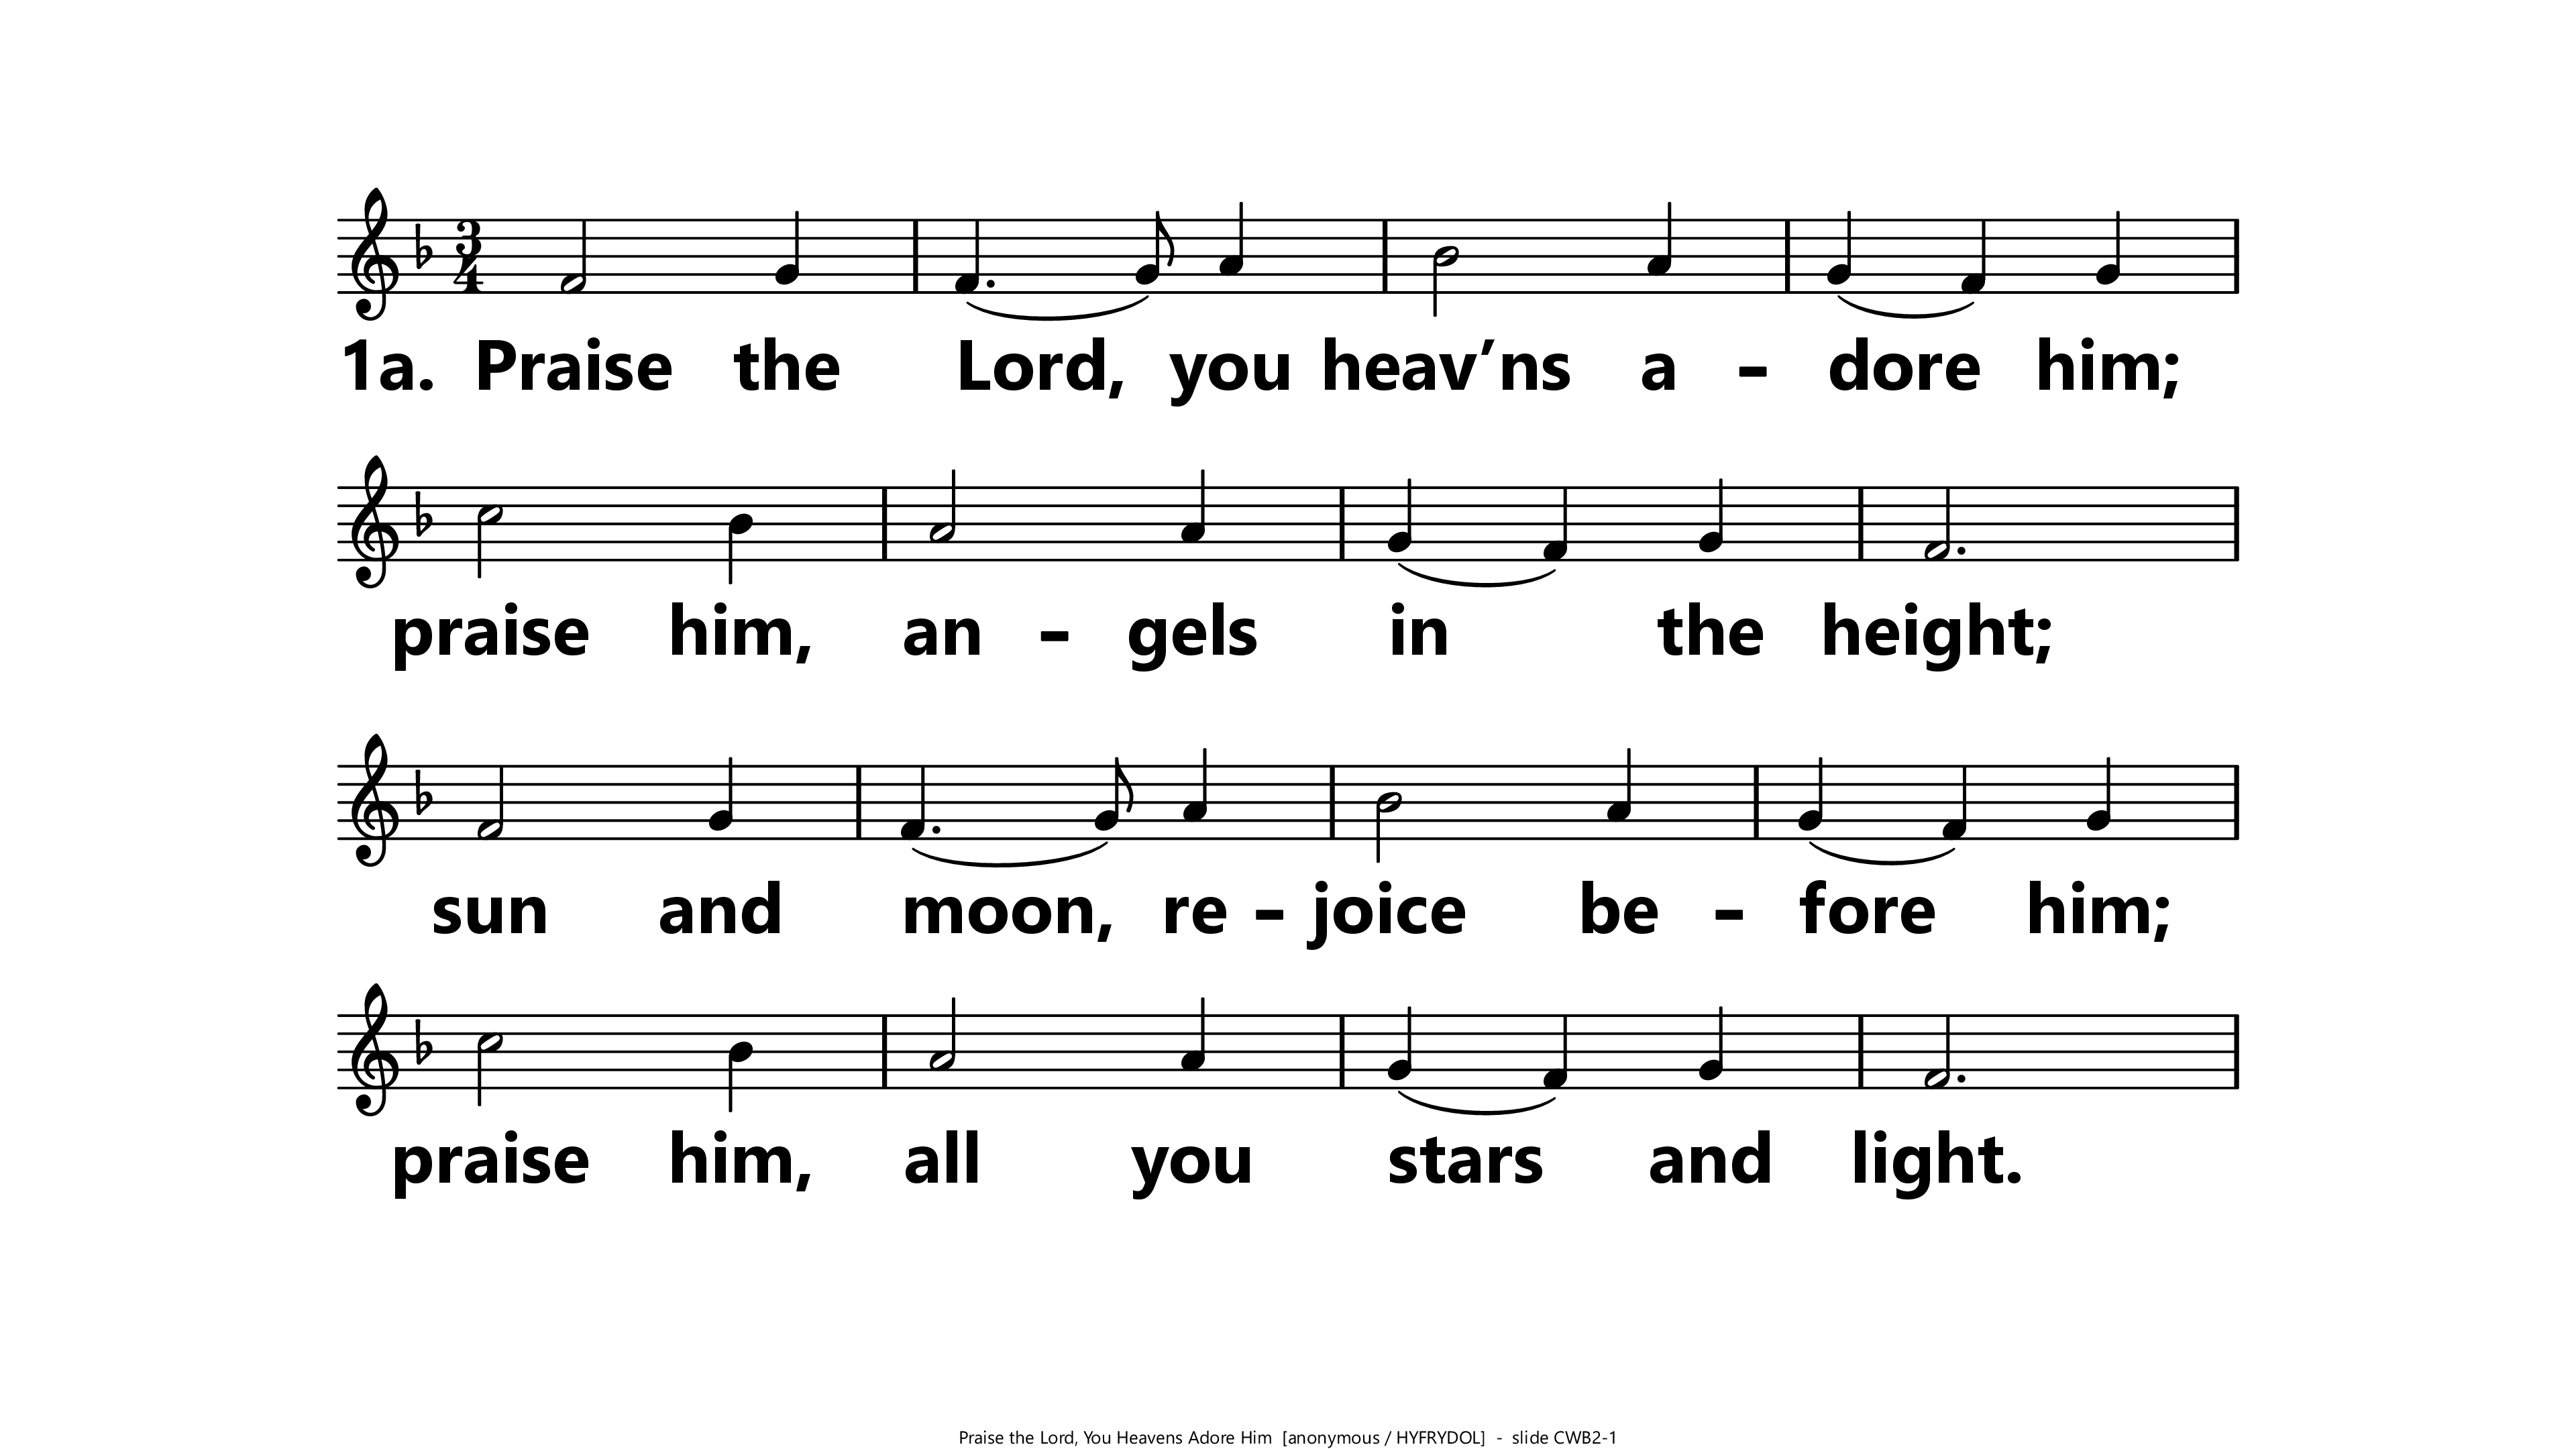 1a. Praise the Lord, you heav’ns a - dore him;
praise him, an - gels in the height;
sun and moon, re - joice be - fore him;
praise him, all you stars and light.
Praise the Lord, You Heavens Adore Him [anonymous / HYFRYDOL] - slide CWB2-1